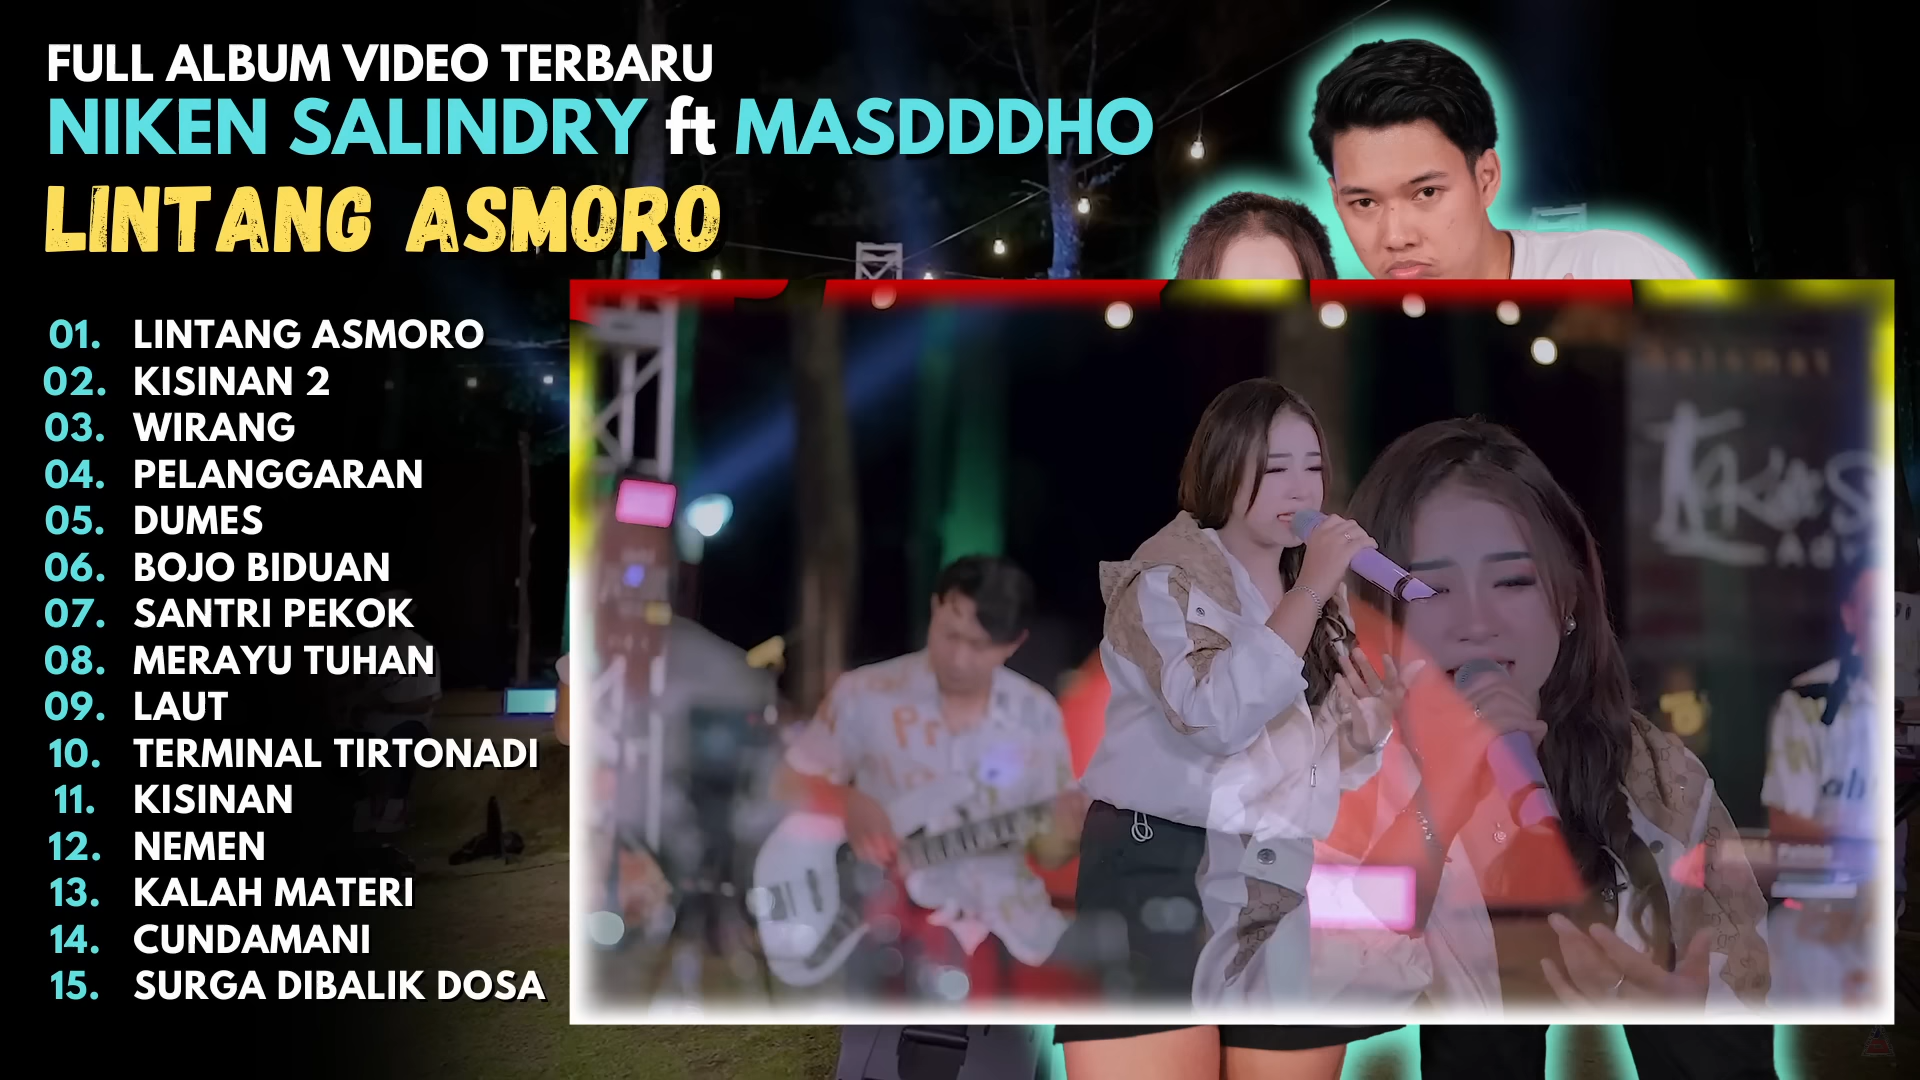 FULL ALBUM VIDEO TERBARU
NIKEN SALINDRY ft MASDDDHO
LINTANG ASMORO
01. LINTANG ASMORO
02. KISINAN 2
03. WIRANG
04. PELANGGARAN
05. DUMES
06. BOJO BIDUAN
07. SANTRI PEKOK
08. MERAYU TUHAN
09. LAUT
10. TERMINAL TIRTONADI
11. KISINAN
12. NEMEN
13. KALAH MATERI
14. CUNDAMANI
15. SURGA DIBALIK DOSA
Selamat